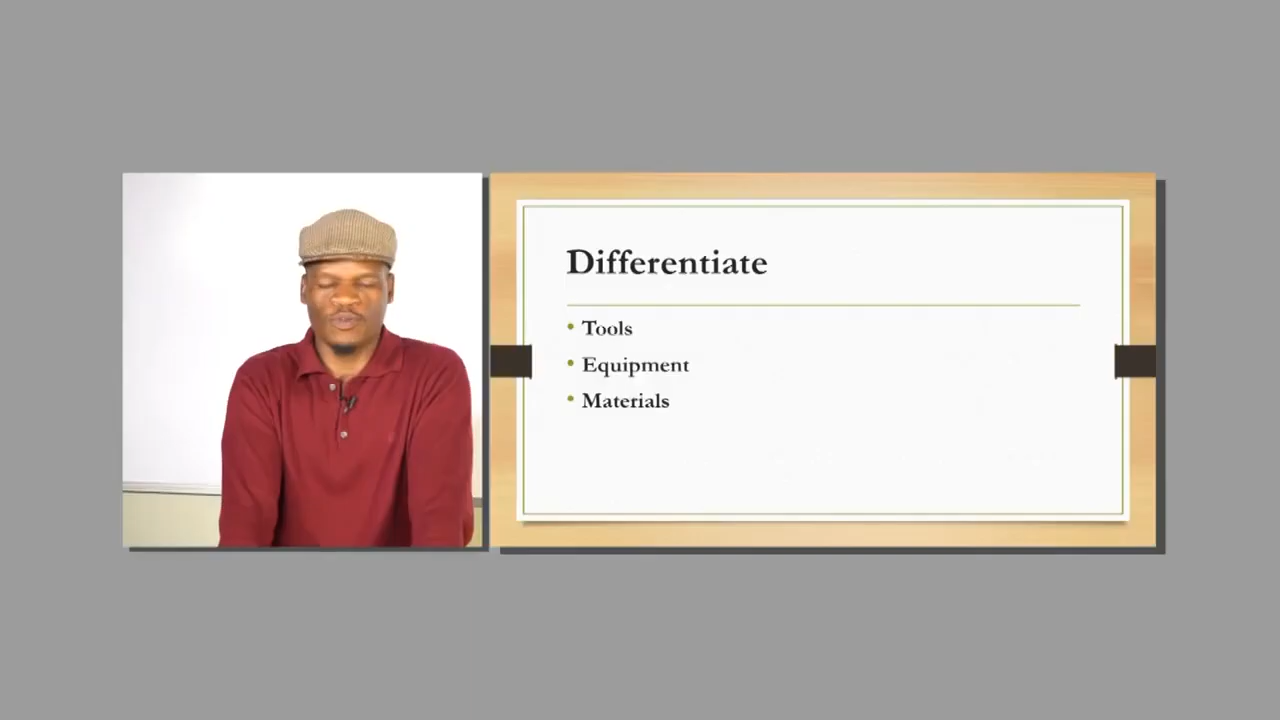 Differentiate
• Tools
• Equipment
• Materials